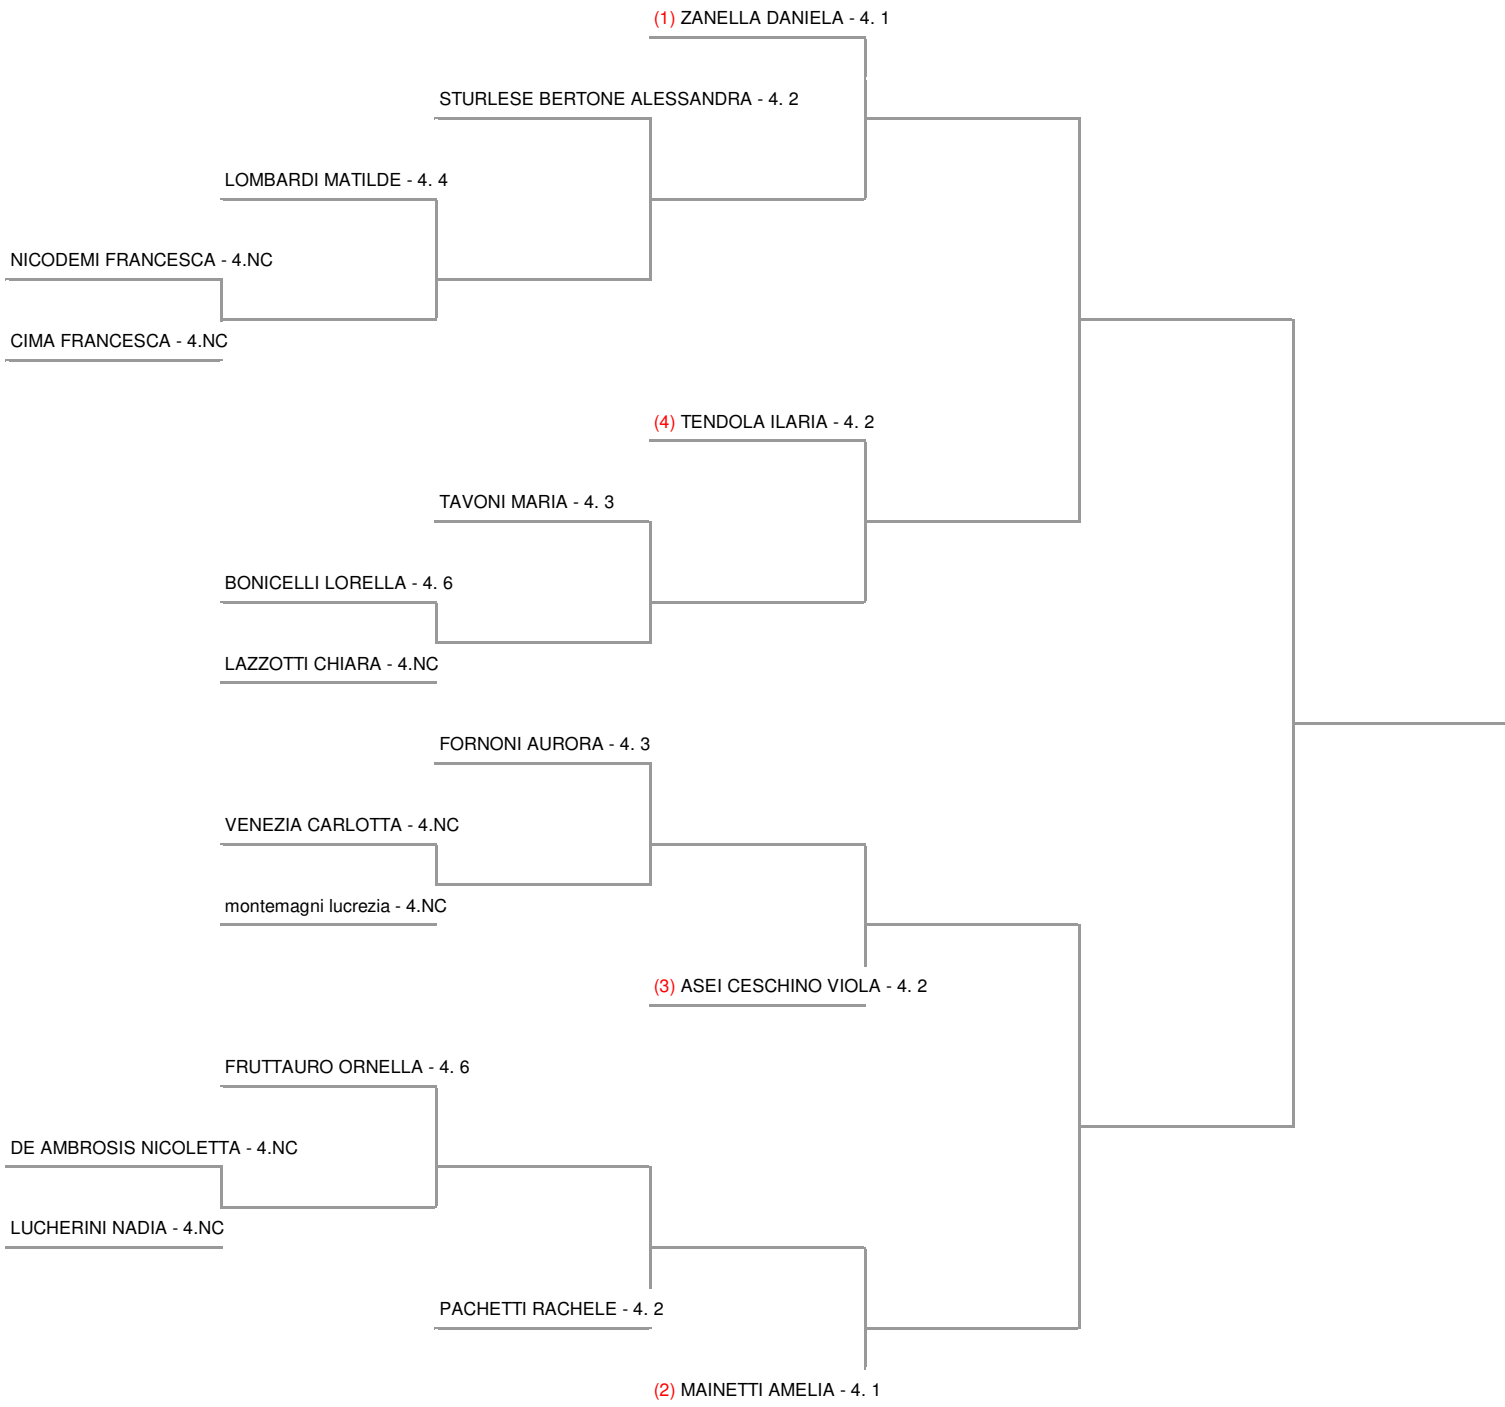 (1) ZANELLA DANIELA - 4. 1
STURLESE BERTONE ALESSANDRA - 4. 2
LOMBARDI MATILDE - 4. 4
NICODEMI FRANCESCA - 4.NC
CIMA FRANCESCA - 4.NC
(4) TENDOLA ILARIA - 4. 2
TAVONI MARIA - 4. 3
BONICELLI LORELLA - 4. 6
LAZZOTTI CHIARA - 4.NC
FORNONI AURORA - 4. 3
VENEZIA CARLOTTA - 4.NC
montemagni lucrezia - 4.NC
(3) ASEI CESCHINO VIOLA - 4. 2
FRUTTAURO ORNELLA - 4. 6
DE AMBROSIS NICOLETTA - 4.NC
LUCHERINI NADIA - 4.NC
PACHETTI RACHELE - 4. 2
(2) MAINETTI AMELIA - 4. 1